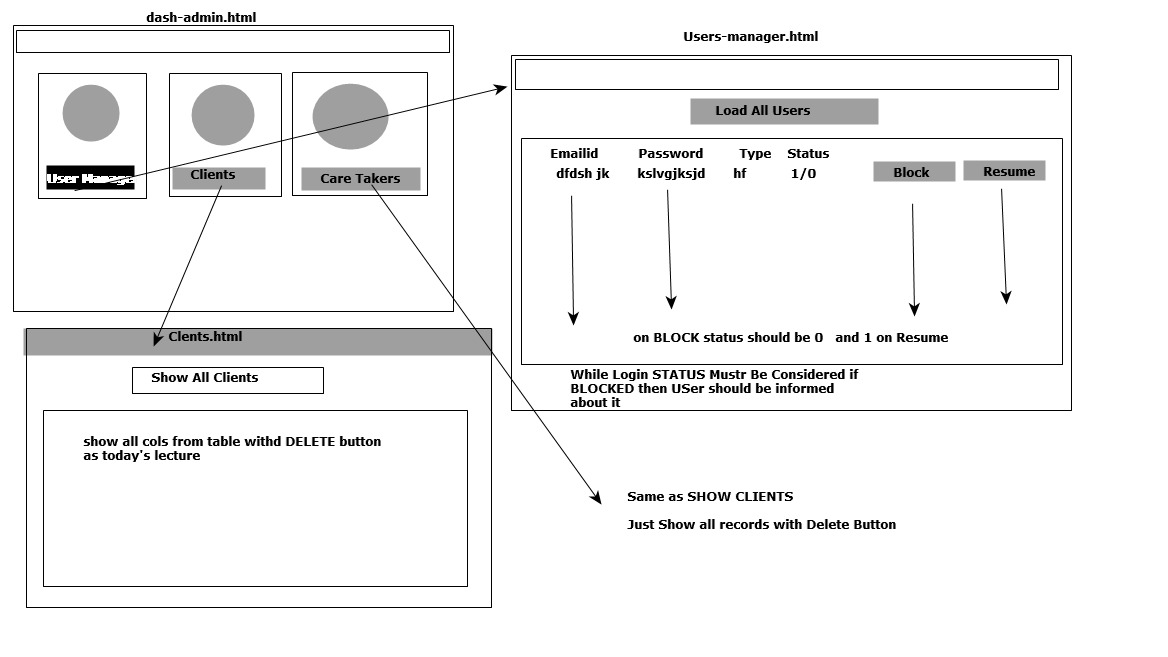 dash-admin.html
User Manager
Clients
Care Takers
Users-manager.html
Load All Users
Emailid Password Type Status
dfdsh jk kslvgjksjd hf 1/0 Block Resume
on BLOCK status should be 0 and 1 on Resume
While Login STATUS Mustr Be Considered if
BLOCKED then USer should be informed
about it
Clents.html
Show All Clients
show all cols from table withd DELETE button
as today's lecture
Same as SHOW CLIENTS
Just Show all records with Delete Button